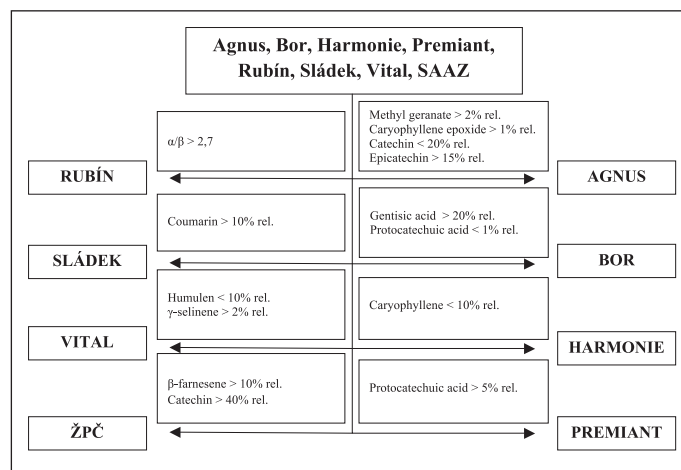 Agnus, Bor, Harmonie, Premiant,
Rubín, Sládek, Vital, SAAZ
α/β > 2,7
Methyl geranate > 2% rel.
Caryophyllene epoxide > 1% rel.
Catechin < 20% rel.
Epicatechin > 15% rel.
RUBÍN
AGNUS
Coumarin > 10% rel.
Gentisic acid > 20% rel.
Protocatechuic acid < 1% rel.
SLÁDEK
BOR
Humulen < 10% rel.
γ-selinene > 2% rel.
Caryophyllene < 10% rel.
VITAL
HARMONIE
β-farnesene > 10% rel.
Catechin > 40% rel.
Protocatechuic acid > 5% rel.
ŽPČ
PREMIANT